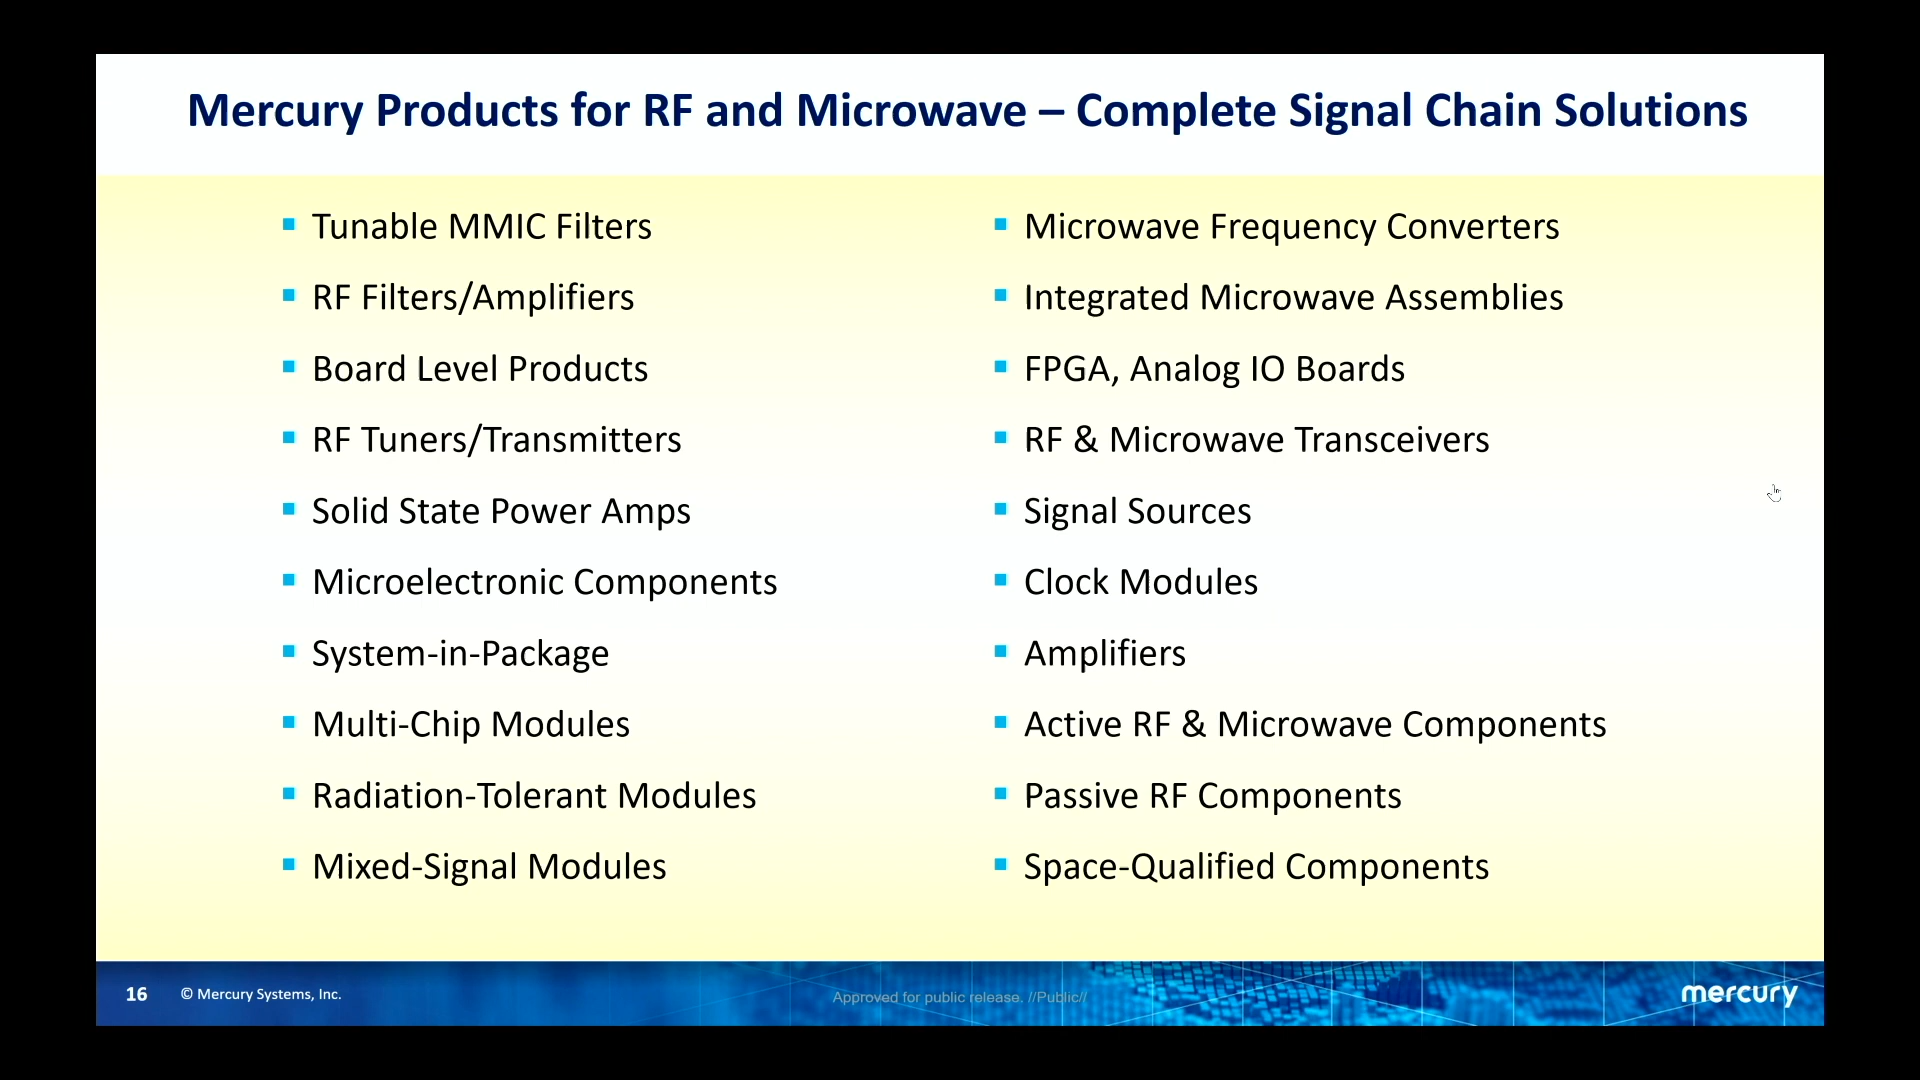 Mercury Products for RF and Microwave – Complete Signal Chain Solutions
Tunable MMIC Filters
RF Filters/Amplifiers
Board Level Products
RF Tuners/Transmitters
Solid State Power Amps
Microelectronic Components
System-in-Package
Multi-Chip Modules
Radiation-Tolerant Modules
Mixed-Signal Modules
Microwave Frequency Converters
Integrated Microwave Assemblies
FPGA, Analog IO Boards
RF & Microwave Transceivers
Signal Sources
Clock Modules
Amplifiers
Active RF & Microwave Components
Passive RF Components
Space-Qualified Components
16
© Mercury Systems, Inc.
Approved for public release. //Public//
mercury